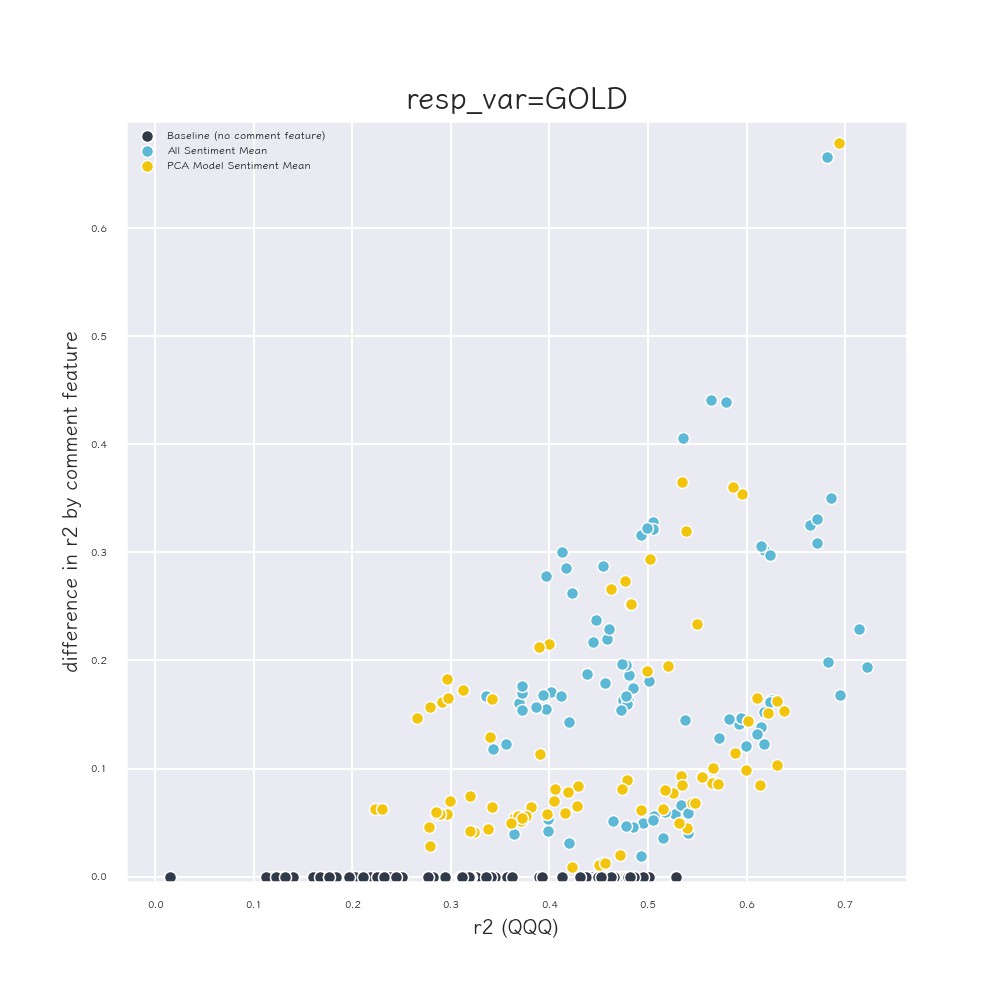 resp_var=GOLD
Baseline (no comment feature)
All Sentiment Mean
PCA Model Sentiment Mean
difference in r2 by comment feature
0.6
0.5
0.4
0.3
0.2
0.1
0.0
0.0 0.1 0.2 0.3 0.4 0.5 0.6 0.7
r2 (QQQ)